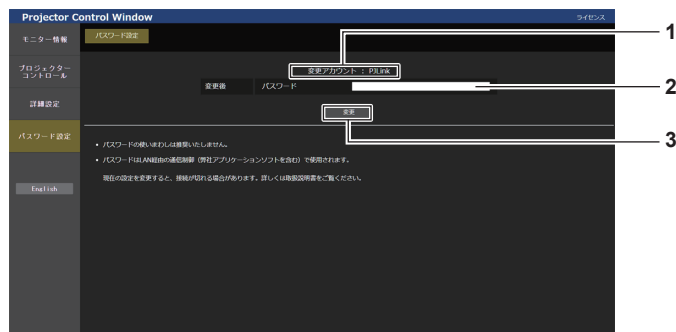 Projector Control Window
ライセンス
モニター情報
パスワード設定
1
プロジェクター
コントロール
変更アカウント : PJLink
変更後 パスワード
2
詳細設定
変更
3
パスワード設定
• パスワードの使いまわしは推奨いたしません。
• パスワードはLAN経由の通信制御(弊社アプリケーションソフトを含む)で使用されます。
現在の設定を変更すると、接続が切れる場合があります。詳しくは取扱説明書をご覧ください。
English